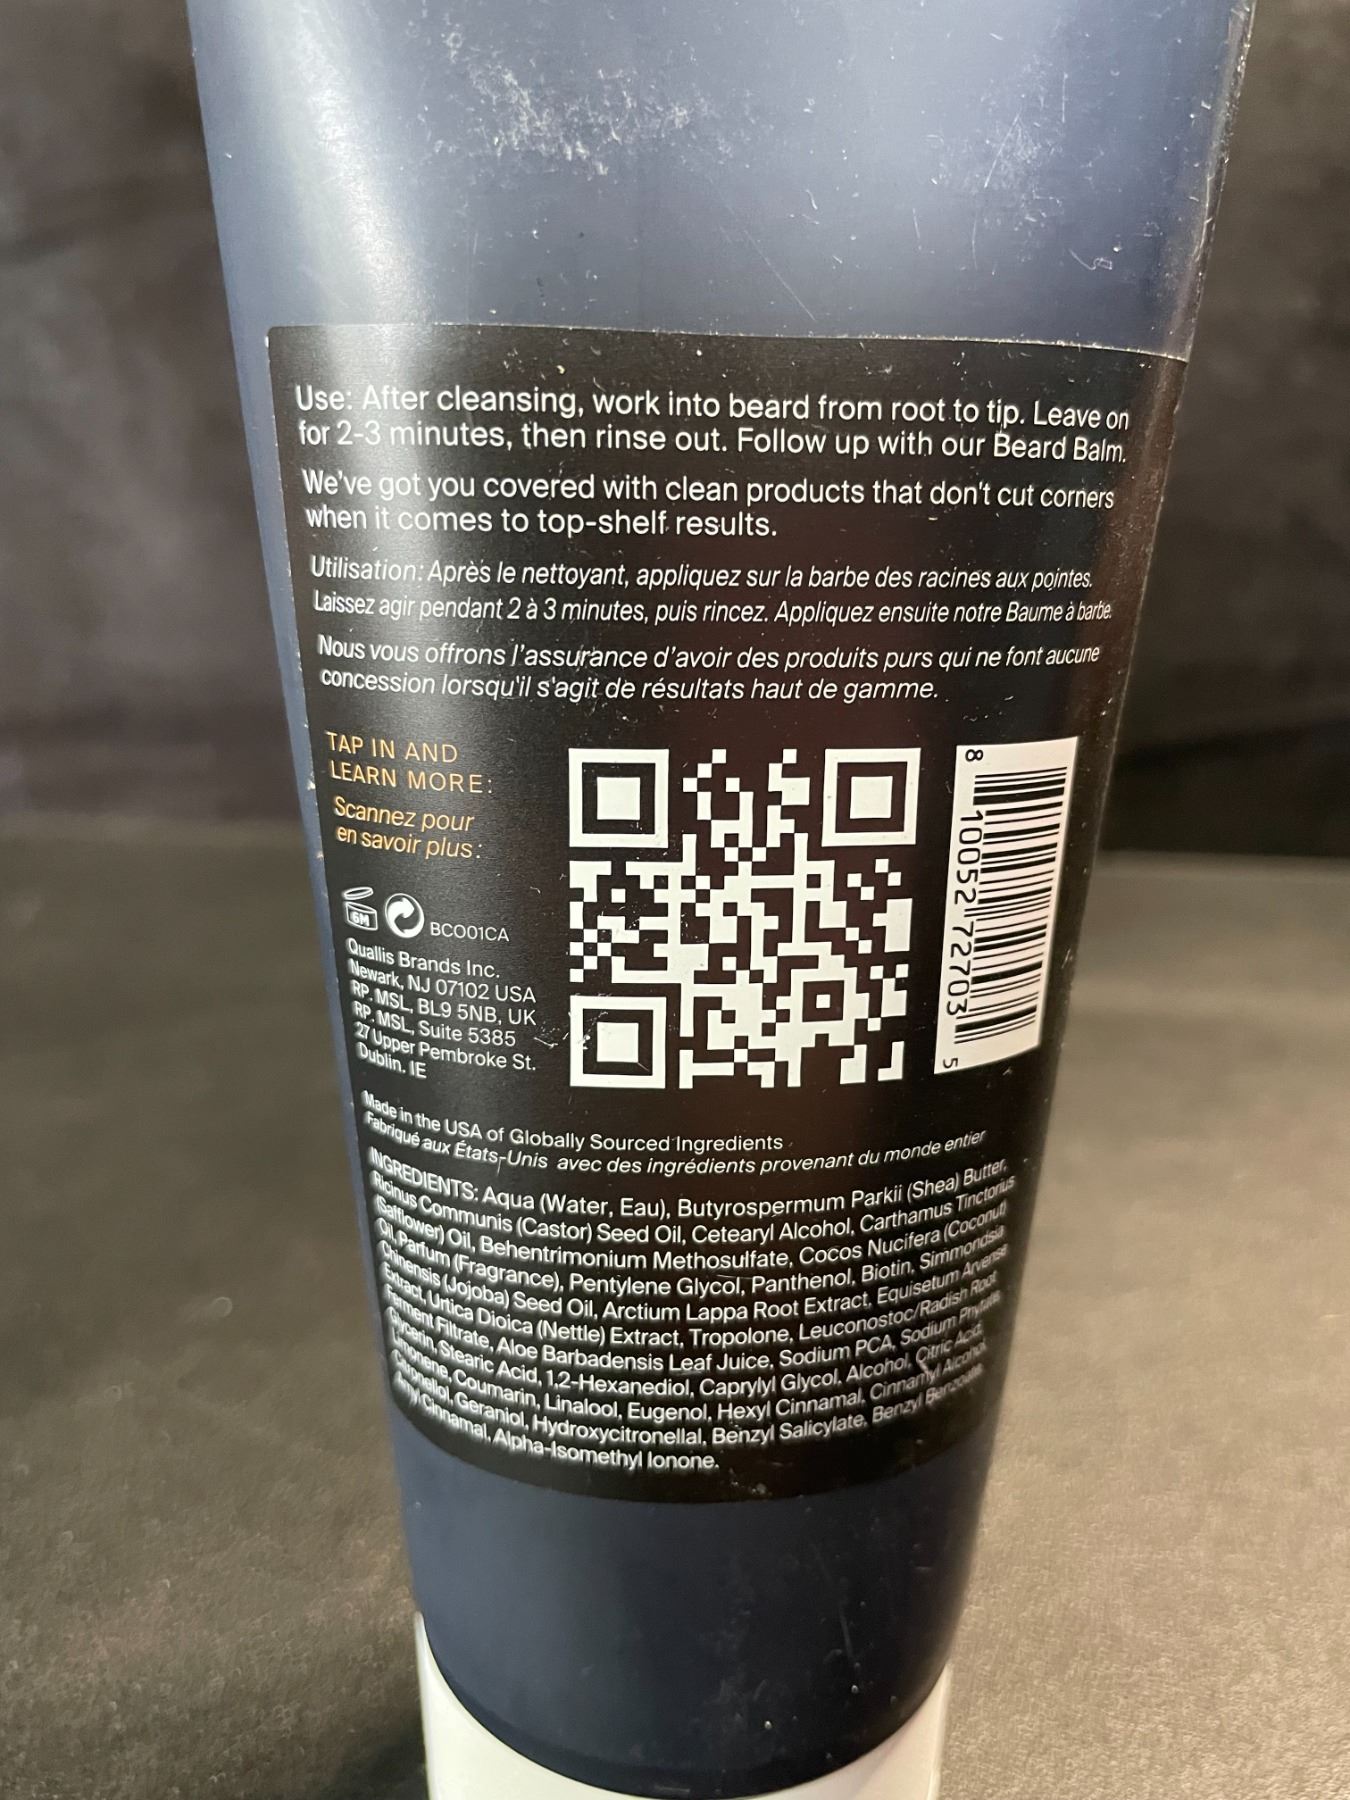 Use: After cleansing, work into beard from root to tip. Leave on
for 2-3 minutes, then rinse out. Follow up with our Beard Balm.
We've got you covered with clean products that don't cut corners
when it comes to top-shelf results.
Utilisation: Après le nettoyant, appliquez sur la barbe des racines aux pointes.
Laissez agir pendant 2 à 3 minutes, puis rincez. Appliquez ensuite notre Baume à barbe.
Nous vous offrons l'assurance d'avoir des produits purs qui ne font aucune
concession lorsqu'il s'agit de résultats haut de gamme.
TAP IN AND
LEARN MORE:
Scannez pour
en savoir plus:
6M
BCO01CA
Quallis Brands Inc.
Newark, NJ 07102 USA
RP. MSL, BL9 5NB, UK
RP. MSL, Suite 5385
27 Upper Pembroke St.
Dublin. IE
8 10052 72703 5
Made in the USA of Globally Sourced Ingredients
Fabriqué aux États-Unis avec des ingrédients provenant du monde entier
INGREDIENTS: Aqua (Water, Eau), Butyrospermum Parkii (Shea) Butter,
Ricinus Communis (Castor) Seed Oil, Cetearyl Alcohol, Carthamus Tinctorius
(Safflower) Oil, Behentrimonium Methosulfate, Cocos Nucifera (Coconut)
Oil, Parfum (Fragrance), Pentylene Glycol, Panthenol, Biotin, Simmondsia
Chinensis (Jojoba) Seed Oil, Arctium Lappa Root Extract, Equisetum Arvense
Extract, Urtica Dioica (Nettle) Extract, Tropolone, Leuconostoc/Radish Root
Ferment Filtrate, Aloe Barbadensis Leaf Juice, Sodium PCA, Sodium Phytate,
Glycerin, Stearic Acid, 1,2-Hexanediol, Caprylyl Glycol, Alcohol, Citric Acid,
Limonene, Coumarin, Linalool, Eugenol, Hexyl Cinnamal, Cinnamyl Alcohol,
Citronellol, Geraniol, Hydroxycitronellal, Benzyl Salicylate, Benzyl Benzoate,
Amyl Cinnamal, Alpha-Isomethyl Ionone.